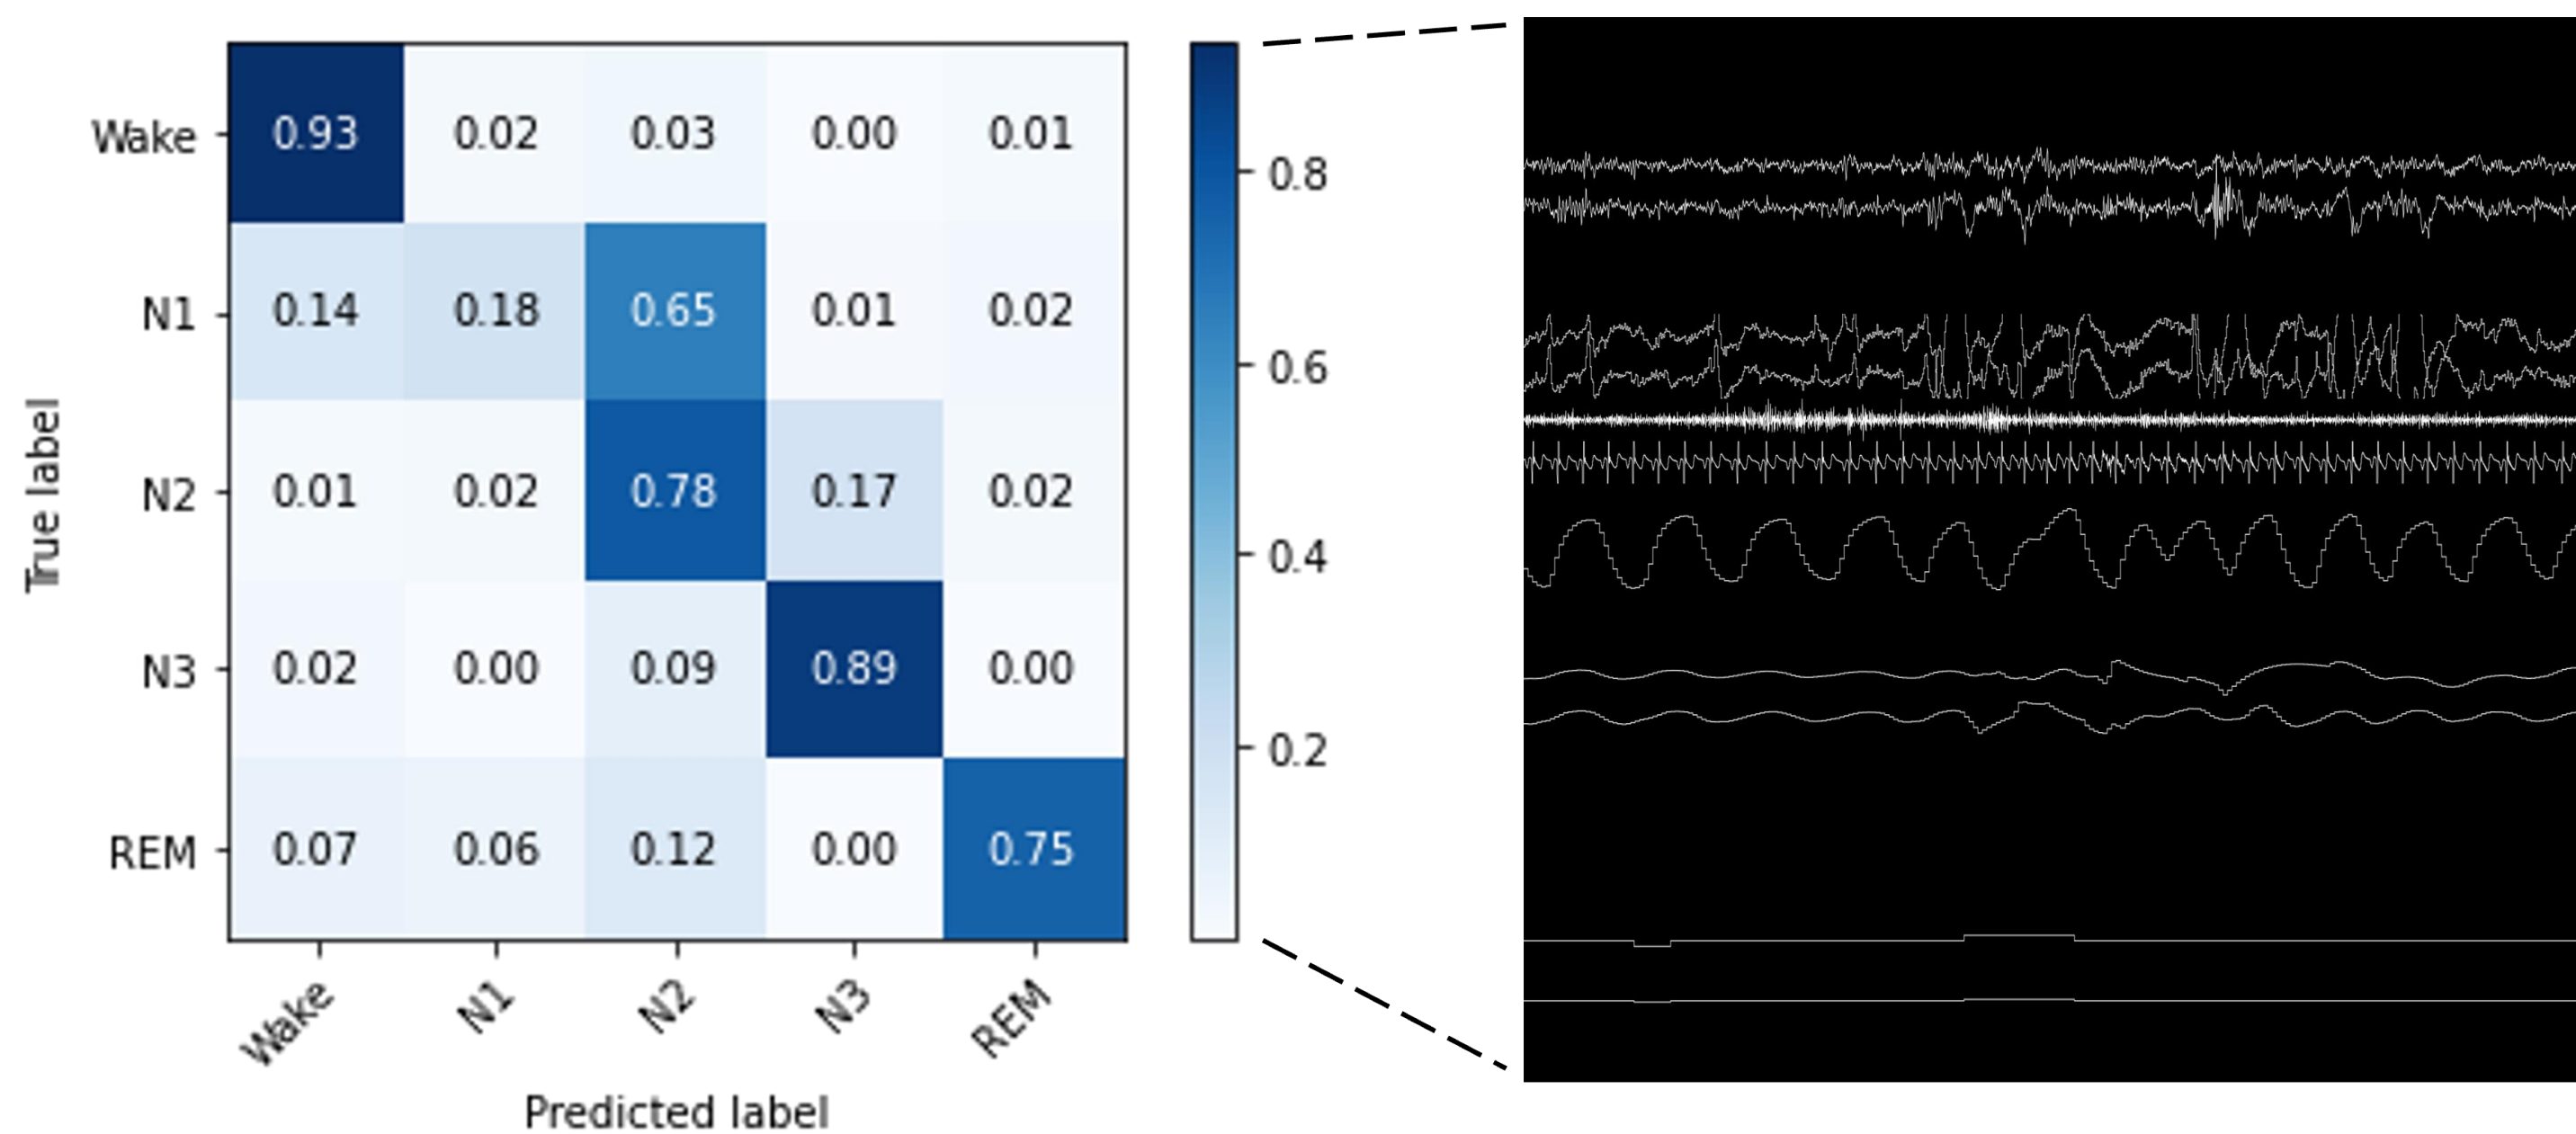 True label
Wake 0.93 0.02 0.03 0.00 0.01
N1 0.14 0.18 0.65 0.01 0.02
N2 0.01 0.02 0.78 0.17 0.02
N3 0.02 0.00 0.09 0.89 0.00
REM 0.07 0.06 0.12 0.00 0.75
Wake N1 N2 N3 REM
Predicted label
0.8
0.6
0.4
0.2